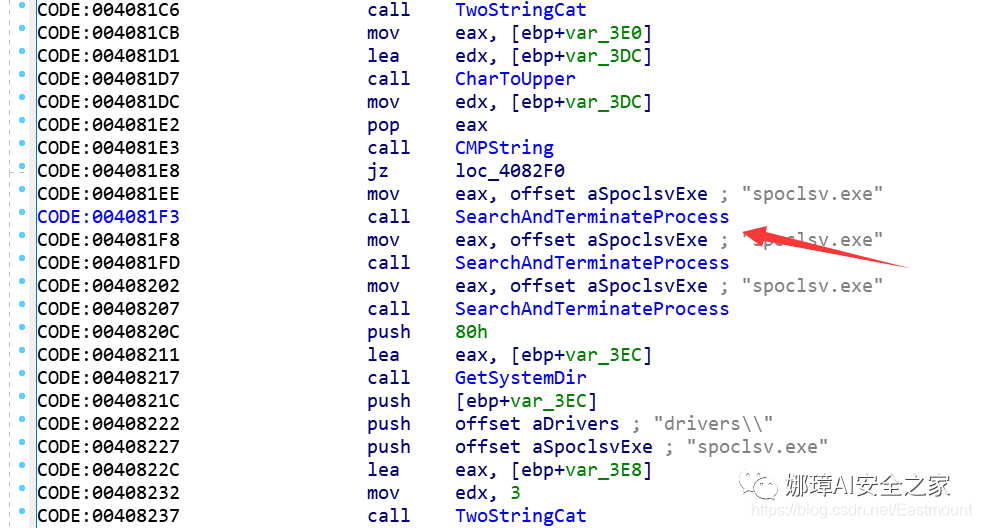 CODE:004081C6 call TwoStringCat
CODE:004081CB mov eax, [ebp+var_3E0]
CODE:004081D1 lea edx, [ebp+var_3DC]
CODE:004081D7 call CharToUpper
CODE:004081DC mov edx, [ebp+var_3DC]
CODE:004081E2 pop eax
CODE:004081E3 call CMPString
CODE:004081E8 jz loc_4082F0
CODE:004081EE mov eax, offset aSpoclsvExe ; "spoclsv.exe"
CODE:004081F3 call SearchAndTerminateProcess
CODE:004081F8 mov eax, offset aSpoclsvExe ; "spoclsv.exe"
CODE:004081FD call SearchAndTerminateProcess
CODE:00408202 mov eax, offset aSpoclsvExe ; "spoclsv.exe"
CODE:00408207 call SearchAndTerminateProcess
CODE:0040820C push 80h
CODE:00408211 lea eax, [ebp+var_3EC]
CODE:00408217 call GetSystemDir
CODE:0040821C push [ebp+var_3EC]
CODE:00408222 push offset aDrivers ; "drivers\\"
CODE:00408227 push offset aSpoclsvExe ; "spoclsv.exe"
CODE:0040822C lea eax, [ebp+var_3E8]
CODE:00408232 mov edx, 3
CODE:00408237 call TwoStringCat
娜璋AI安全之家
https://blog.csdn.net/Eastmount